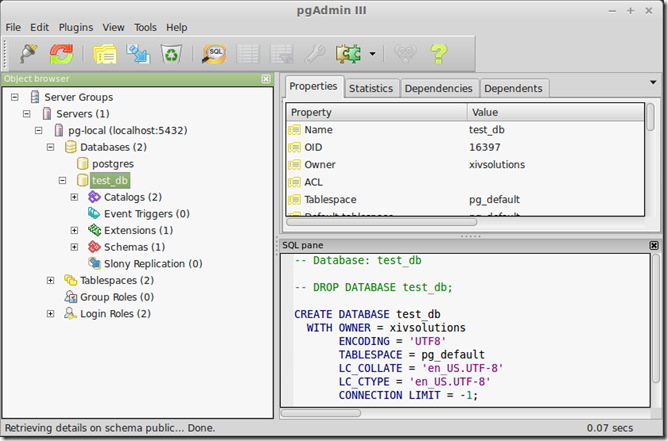 pgAdmin III
File Edit Plugins View Tools Help
SQL
Object browser
Server Groups
Servers (1)
pg-local (localhost:5432)
Databases (2)
postgres
test_db
Catalogs (2)
Event Triggers (0)
Extensions (1)
Schemas (1)
Slony Replication (0)
Tablespaces (2)
Group Roles (0)
Login Roles (2)
Properties Statistics Dependencies Dependents
Property Value
Name test_db
OID 16397
Owner xivsolutions
ACL
Tablespace pg_default
Default tablespace pg_default
SQL pane
-- Database: test_db
-- DROP DATABASE test_db;
CREATE DATABASE test_db
WITH OWNER = xivsolutions
ENCODING = 'UTF8'
TABLESPACE = pg_default
LC_COLLATE = 'en_US.UTF-8'
LC_CTYPE = 'en_US.UTF-8'
CONNECTION LIMIT = -1;
Retrieving details on schema public... Done. 0.07 secs